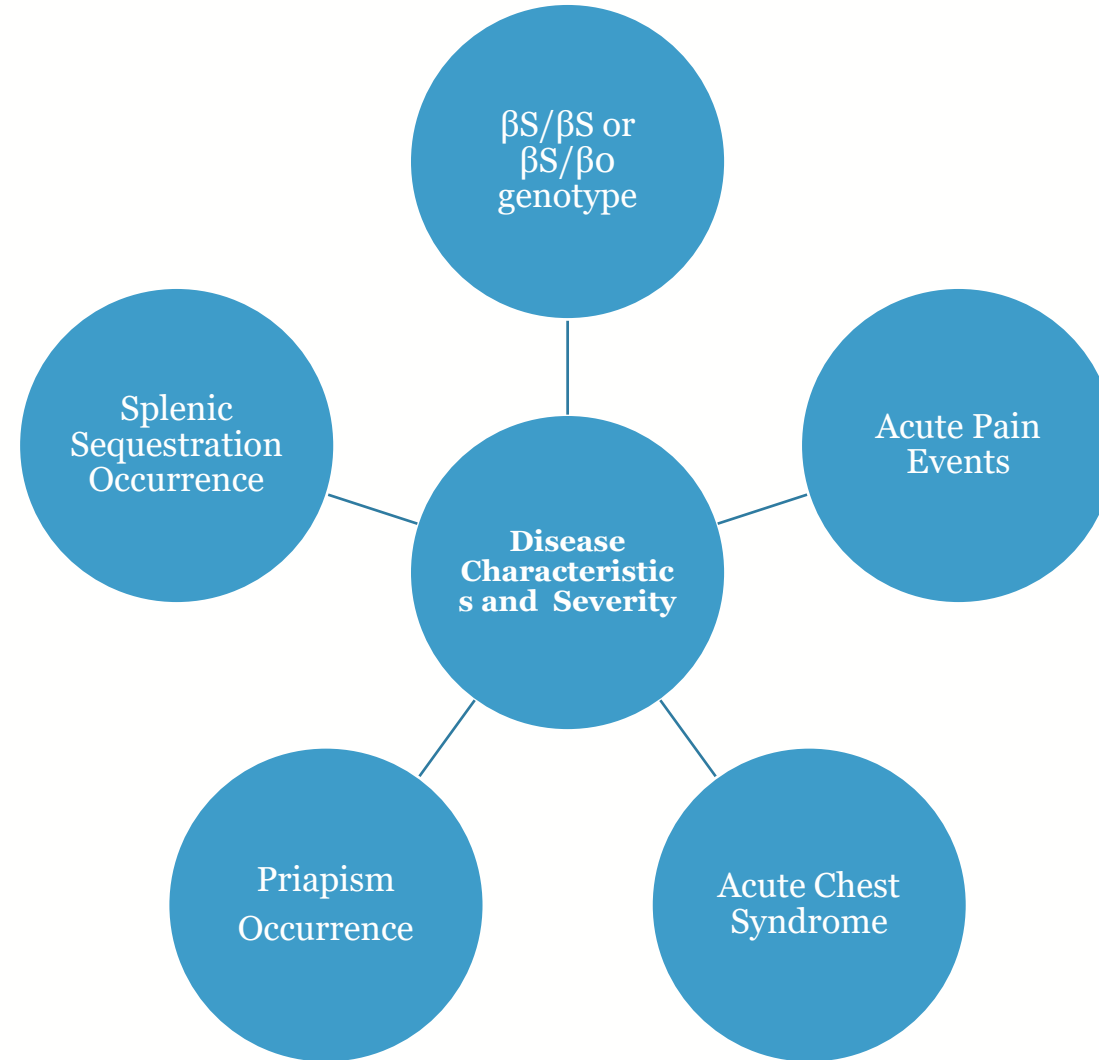 βS/βS or
βS/β0
genotype
Splenic
Sequestration
Occurrence
Acute Pain
Events
Disease
Characteristic
s and  Severity
Priapism
Occurrence
Acute Chest
Syndrome